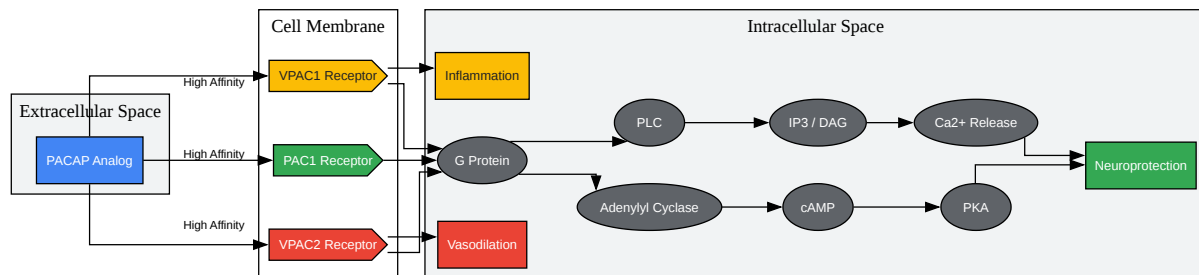 Cell Membrane
Intracellular Space
VPAC1 Receptor
Inflammation
High Affinity
Extracellular Space
PLC
IP3 / DAG
Ca2+ Release
PACAP Analog
High Affinity
PAC1 Receptor
G Protein
Neuroprotection
Adenylyl Cyclase
cAMP
PKA
High Affinity
VPAC2 Receptor
Vasodilation